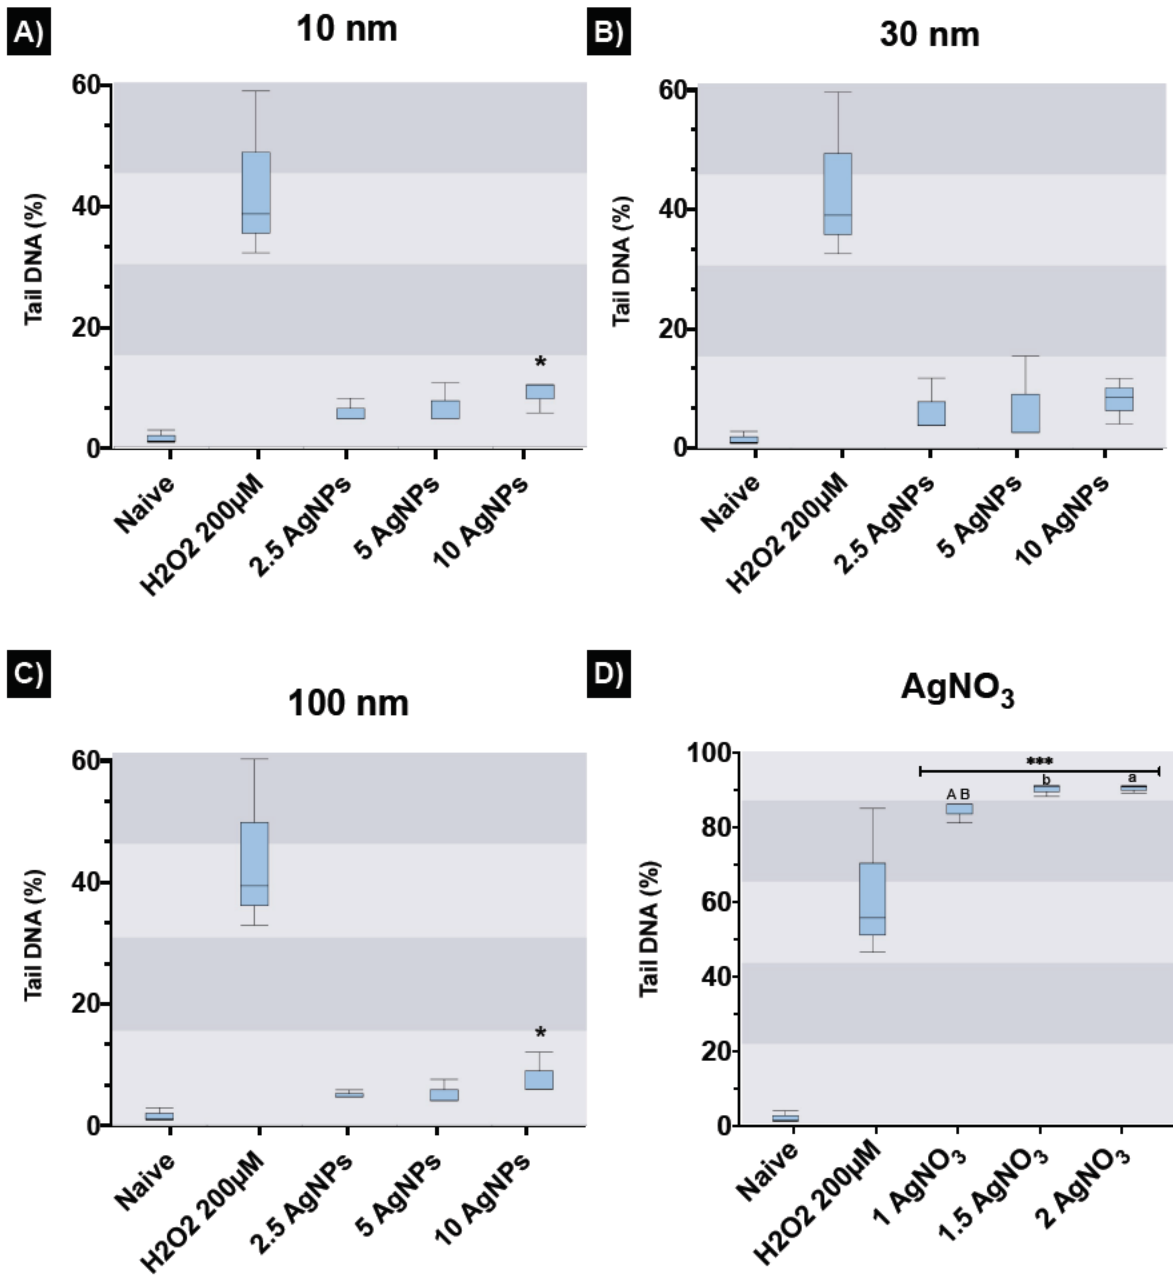 A)
10 nm
60
40
20
0
Tail DNA (%)
*
Naive
H2O2 200µM
2.5 AgNPs
5 AgNPs
10 AgNPs
B)
30 nm
60
40
20
0
Tail DNA (%)
Naive
H2O2 200µM
2.5 AgNPs
5 AgNPs
10 AgNPs
C)
100 nm
60
40
20
0
Tail DNA (%)
*
Naive
H2O2 200µM
2.5 AgNPs
5 AgNPs
10 AgNPs
D)
AgNO₃
100
80
60
40
20
0
Tail DNA (%)
***
A B
b
a
Naive
H2O2 200µM
1 AgNO₃
1.5 AgNO₃
2 AgNO₃